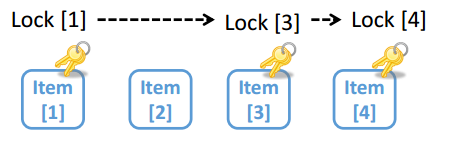 Lock [1] Lock [3] Lock [4]
Item Item Item Item
[1] [2] [3] [4]